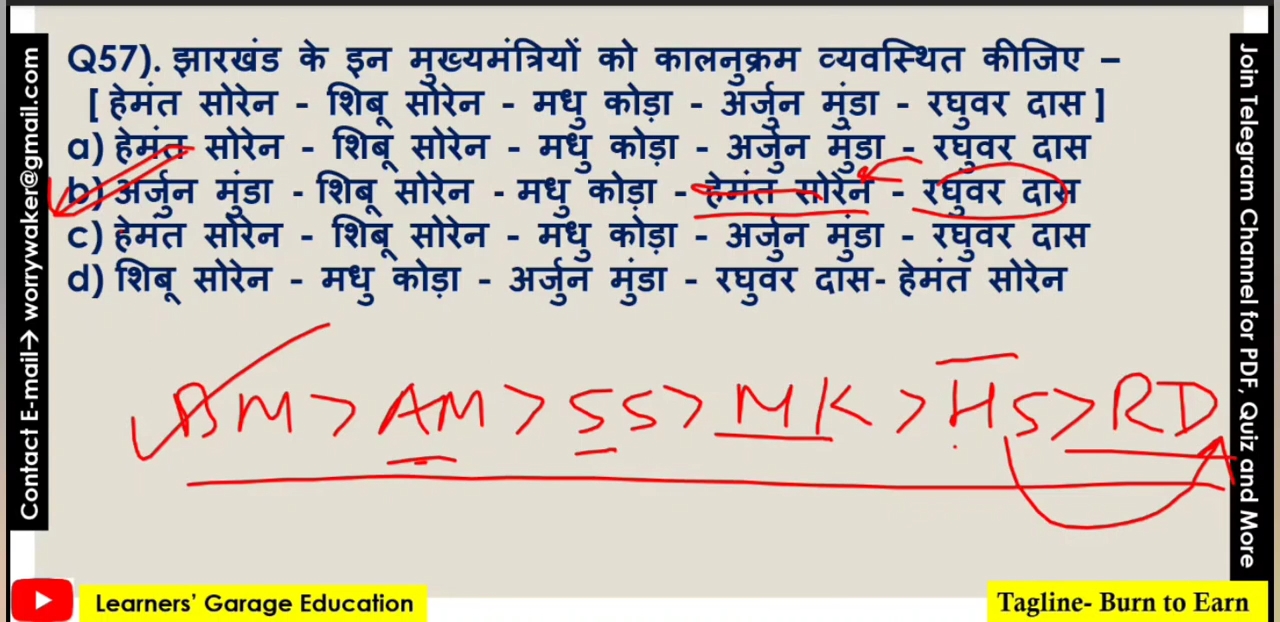 Q57). झारखंड के इन मुख्यमंत्रियों को कालनुक्रम व्यवस्थित कीजिए –
[ हेमंत सोरेन - शिबू सोरेन - मधु कोड़ा - अर्जुन मुंडा - रघुवर दास ]
a) हेमंत सोरेन - शिबू सोरेन - मधु कोड़ा - अर्जुन मुंडा - रघुवर दास
b) अर्जुन मुंडा - शिबू सोरेन - मधु कोड़ा - हेमंत सोरेन - रघुवर दास
c) हेमंत सोरेन - शिबू सोरेन - मधु कोड़ा - अर्जुन मुंडा - रघुवर दास
d) शिबू सोरेन - मधु कोड़ा - अर्जुन मुंडा - रघुवर दास- हेमंत सोरेन
BM > AM > SS > MK > HS > RD
Contact E-mail→ worrywaker@gmail.com
Join Telegram Channel for PDF, Quiz and More
Learners’ Garage Education
Tagline- Burn to Earn